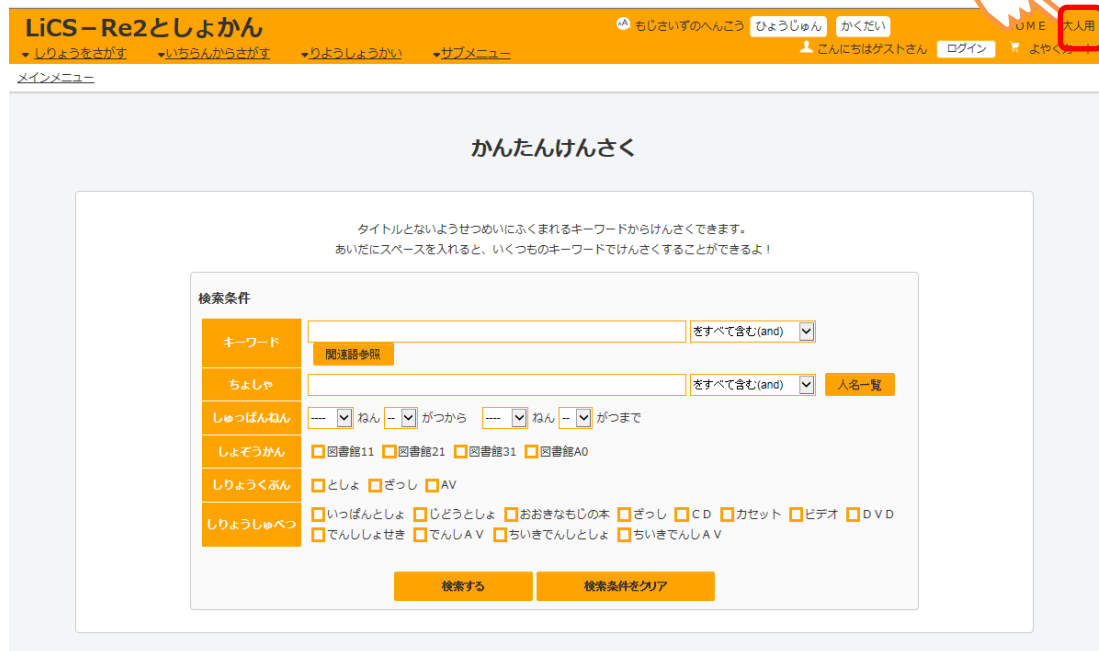 LiCS－Re2としょかん
もじさいずのへんこう ひょうじゅん かくだい OME 大人用
しりょうをさがす いちらんからさがす りようしょうかい サブメニュー
こんにちはゲストさん ログイン よやく
メインメニュー
かんたんけんさく
タイトルとないようせつめいにふくまれるキーワードからけんさくできます。
あいだにスペースを入れると、いくつものキーワードでけんさくすることができるよ！
検索条件
キーワード をすべて含む(and)
関連語参照
ちょしゃ をすべて含む(and) 人名一覧
しゅっぱんねん ---- ねん -- がつから ---- ねん -- がつまで
しょぞうかん 図書館11 図書館21 図書館31 図書館A0
しりょうくぶん としょ ざっし AV
しりょうしゅべつ いっぱんとしょ じどうとしょ おおきなもじの本 ざっし ＣＤ カセット ビデオ ＤＶＤ
でんししょせき でんしＡＶ ちいきでんしとしょ ちいきでんしＡＶ
検索する 検索条件をクリア